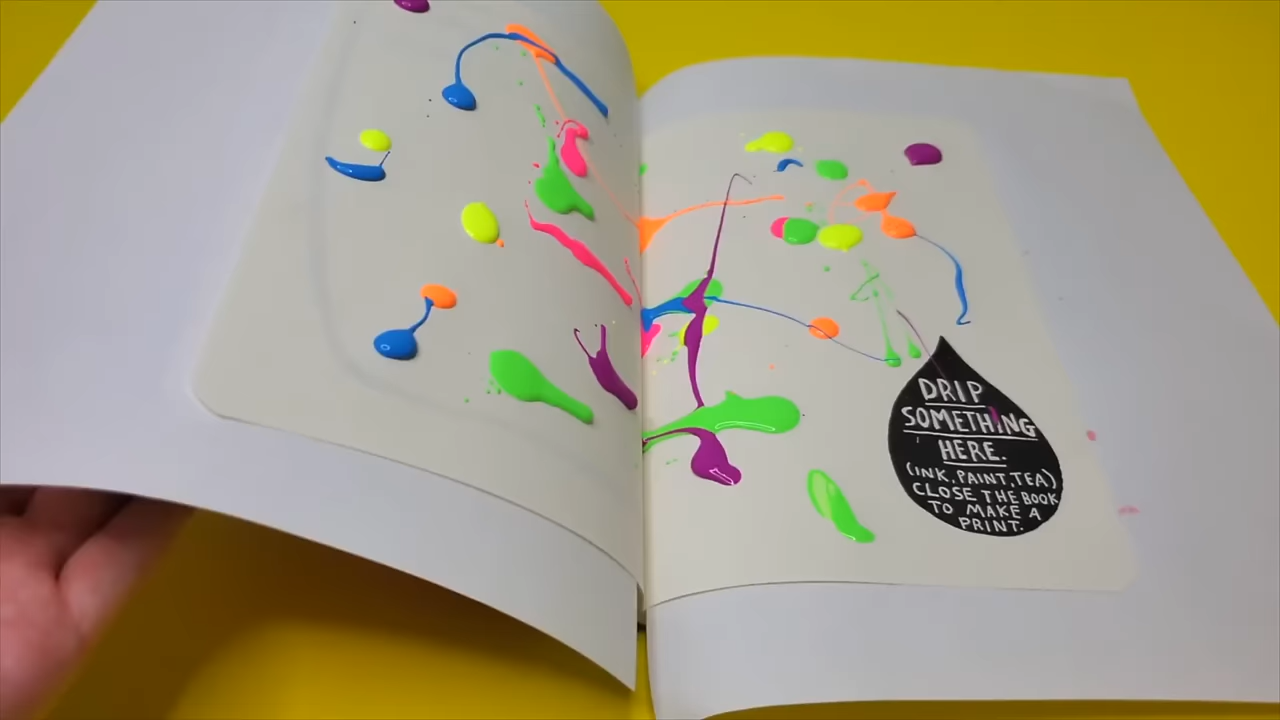 DRIP
SOMETHING
HERE.
(INK, PAINT, TEA)
CLOSE THE BOOK
TO MAKE A
PRINT.